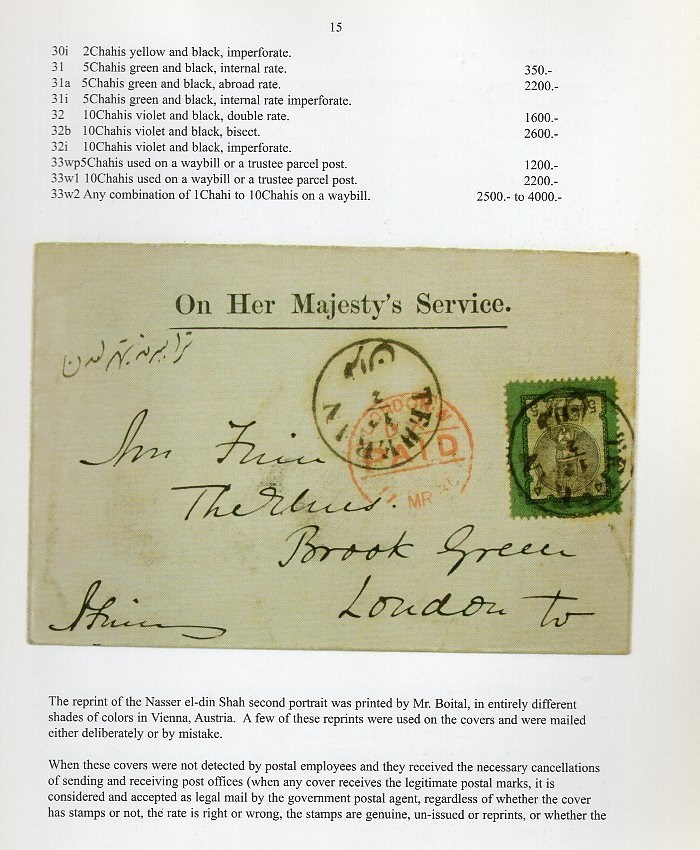 15
30i 2Chahis yellow and black, imperforate.
31 5Chahis green and black, internal rate. 350.-
31a 5Chahis green and black, abroad rate. 2200.-
31i 5Chahis green and black, internal rate imperforate.
32 10Chahis violet and black, double rate. 1600.-
32b 10Chahis violet and black, bisect. 2600.-
32i 10Chahis violet and black, imperforate.
33wp5Chahis used on a waybill or a trustee parcel post. 1200.-
33w1 10Chahis used on a waybill or a trustee parcel post. 2200.-
33w2 Any combination of 1Chahi to 10Chahis on a waybill. 2500.- to 4000.-
On Her Majesty's Service.
TEHERAN
LONDON
PAID
MR
5 5
Brook Green
London
The reprint of the Nasser el-din Shah second portrait was printed by Mr. Boital, in entirely different
shades of colors in Vienna, Austria. A few of these reprints were used on the covers and were mailed
either deliberately or by mistake.
When these covers were not detected by postal employees and they received the necessary cancellations
of sending and receiving post offices (when any cover receives the legitimate postal marks, it is
considered and accepted as legal mail by the government postal agent, regardless of whether the cover
has stamps or not, the rate is right or wrong, the stamps are genuine, un-issued or reprints, or whether the